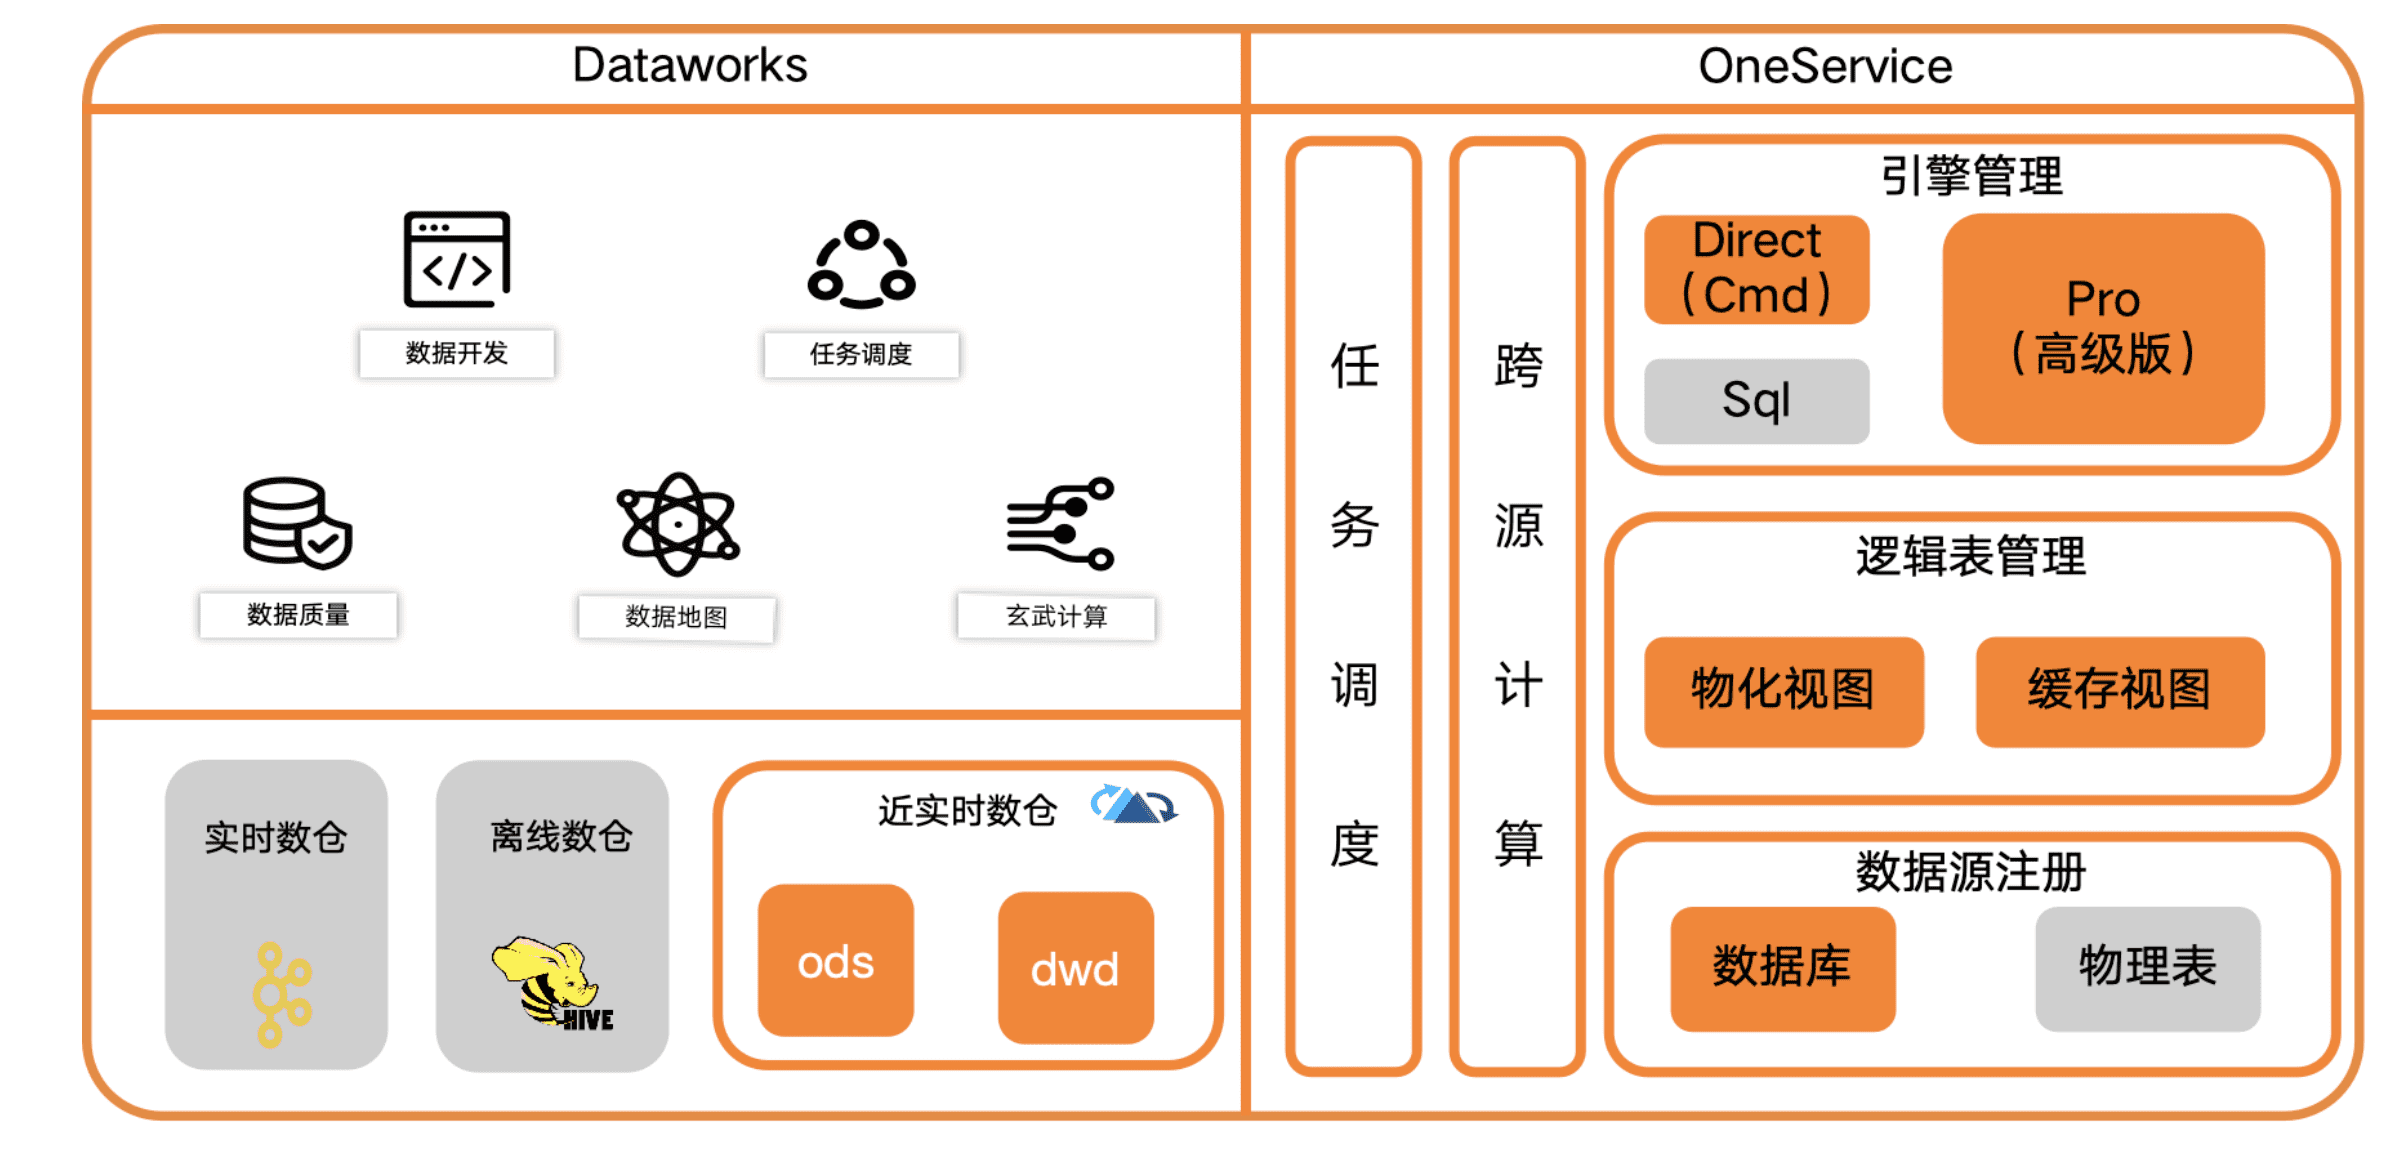 Dataworks
OneService
数据开发
任务调度
数据质量
数据地图
玄武计算
实时数仓
离线数仓
HIVE
近实时数仓
ods
dwd
任
务
调
度
跨
源
计
算
引擎管理
Direct
(Cmd)
Sql
Pro
(高级版)
逻辑表管理
物化视图
缓存视图
数据源注册
数据库
物理表